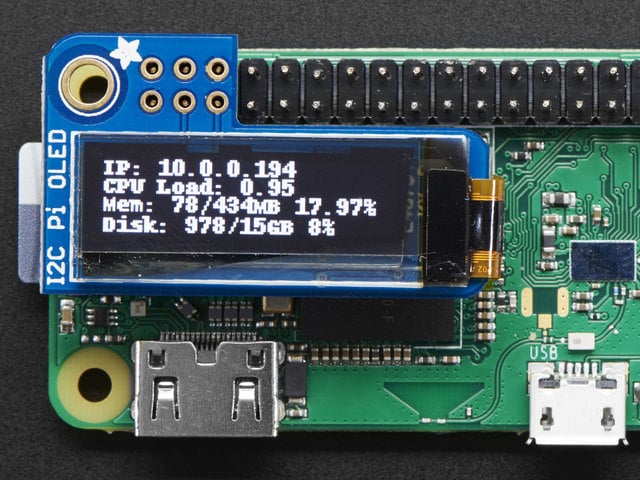 I2C Pi OLED
IP: 10.0.0.194
CPU Load: 0.95
Mem: 78/434MB 17.97%
Disk: 978/15GB 8%
USB